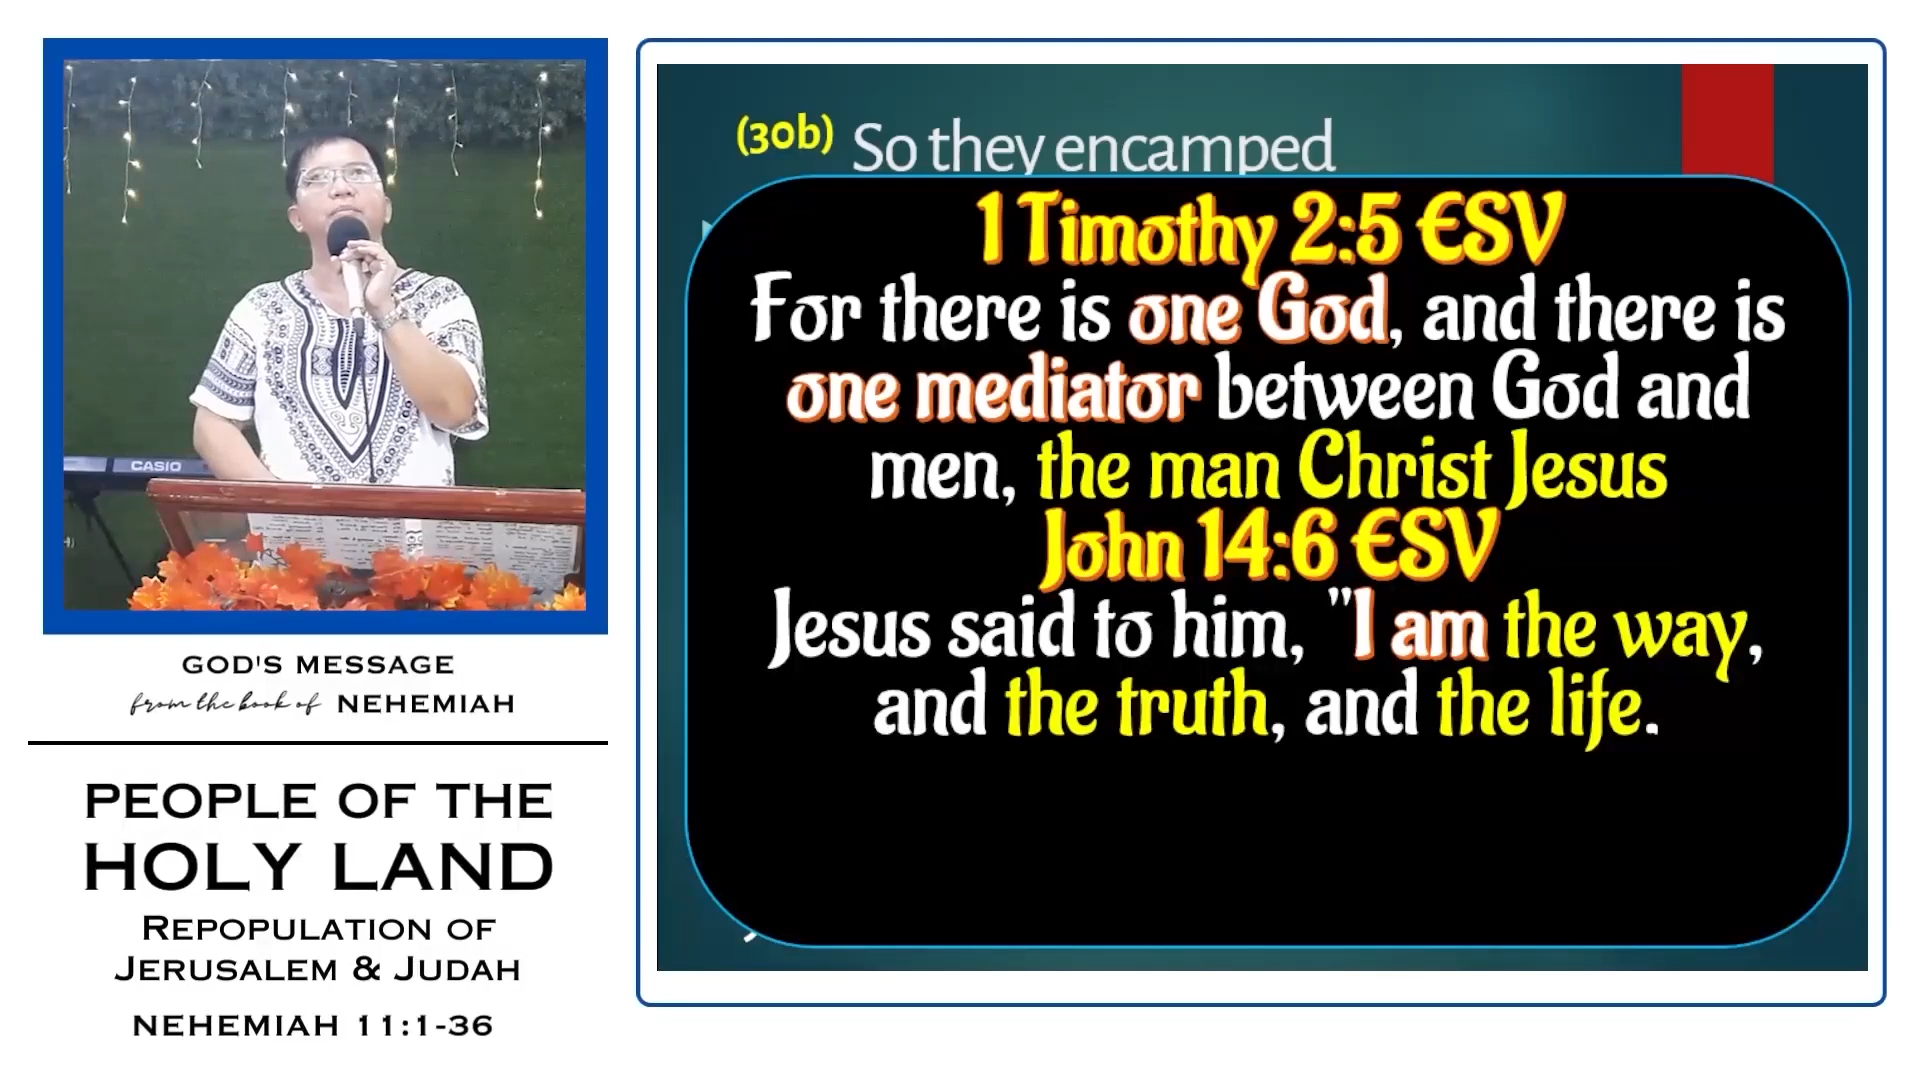 CASIO
GOD'S MESSAGE
from the book of NEHEMIAH
PEOPLE OF THE
HOLY LAND
REPOPULATION OF
JERUSALEM & JUDAH
NEHEMIAH 11:1-36
(30b) So they encamped
1 Timothy 2:5 ESV
For there is one God, and there is
one mediator between God and
men, the man Christ Jesus
John 14:6 ESV
Jesus said to him, "I am the way,
and the truth, and the life.